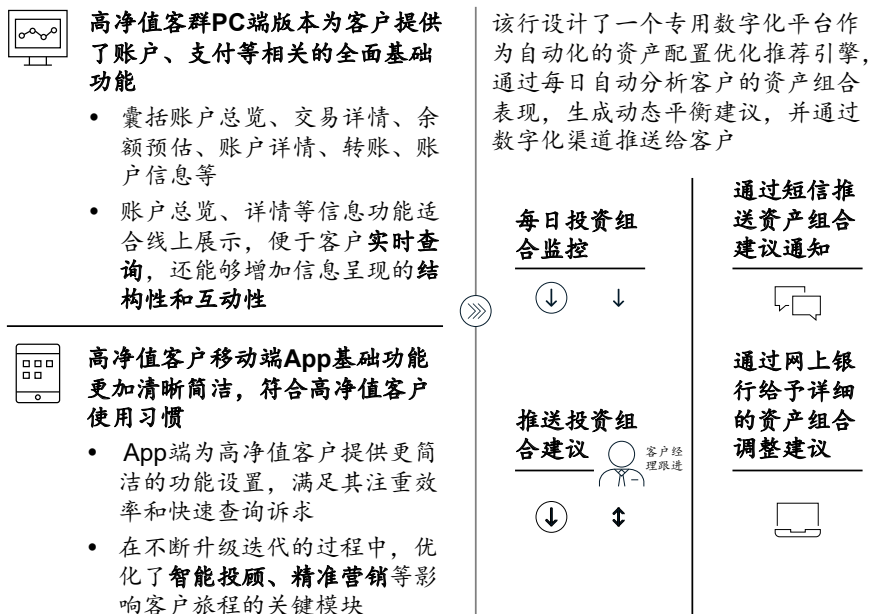 高净值客群PC端版本为客户提供
了账户、支付等相关的全面基础
功能
• 囊括账户总览、交易详情、余
额预估、账户详情、转账、账
户信息等
• 账户总览、详情等信息功能适
合线上展示，便于客户实时查
询，还能够增加信息呈现的结
构性和互动性
高净值客户移动端App基础功能
更加清晰简洁，符合高净值客户
使用习惯
• App端为高净值客户提供更简
洁的功能设置，满足其注重效
率和快速查询诉求
• 在不断升级迭代的过程中，优
化了智能投顾、精准营销等影
响客户旅程的关键模块
该行设计了一个专用数字化平台作
为自动化的资产配置优化推荐引擎，
通过每日自动分析客户的资产组合
表现，生成动态平衡建议，并通过
数字化渠道推送给客户
每日投资组
合监控
推送投资组
合建议
客户经
理跟进
通过短信推
送资产组合
建议通知
通过网上银
行给予详细
的资产组合
调整建议